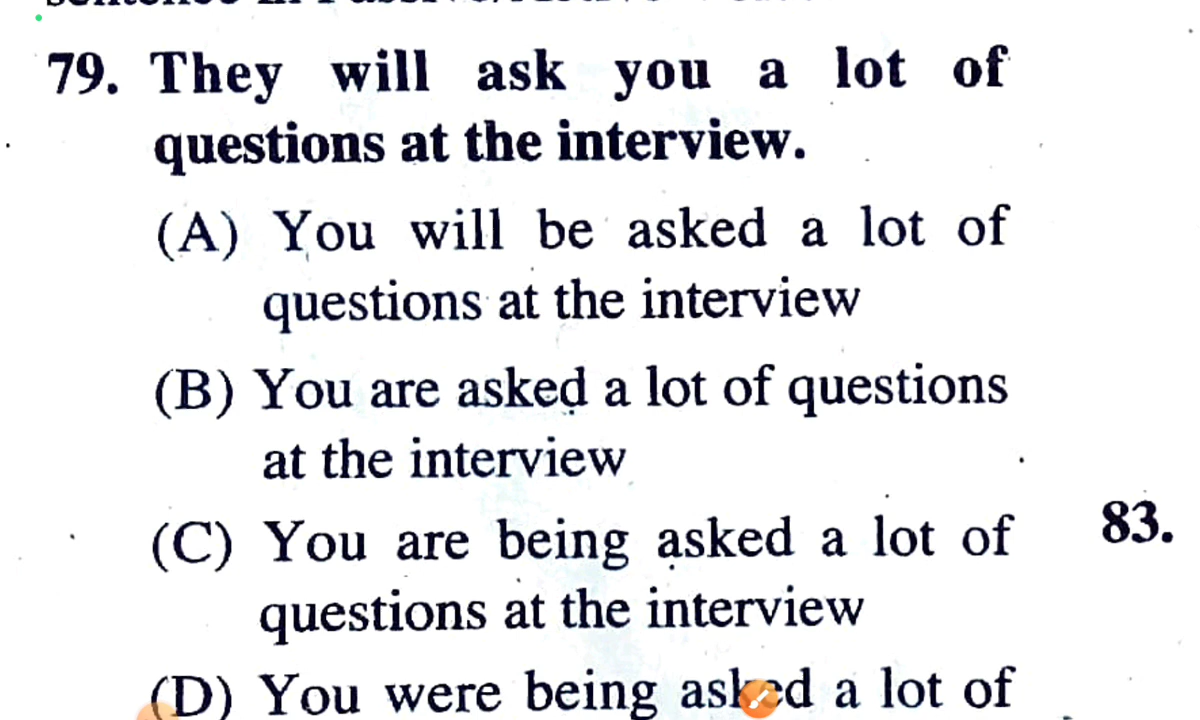 79. They will ask you a lot of
questions at the interview.
(A) You will be asked a lot of
questions at the interview
(B) You are asked a lot of questions
at the interview
(C) You are being asked a lot of
questions at the interview
83.
(D) You were being asked a lot of